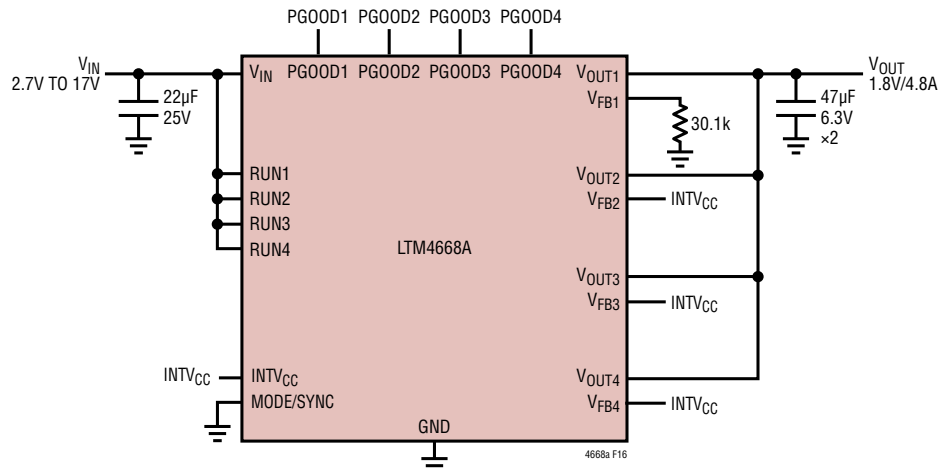 PGOOD1 PGOOD2 PGOOD3 PGOOD4
VIN
2.7V TO 17V
22µF
25V
VIN PGOOD1 PGOOD2 PGOOD3 PGOOD4 VOUT1
VFB1
30.1k
47µF
6.3V
×2
VOUT
1.8V/4.8A
RUN1
RUN2
RUN3
RUN4
VOUT2
VFB2 INTVCC
LTM4668A
VOUT3
VFB3 INTVCC
INTVCC INTVCC
MODE/SYNC
VOUT4
VFB4 INTVCC
GND
4668a F16